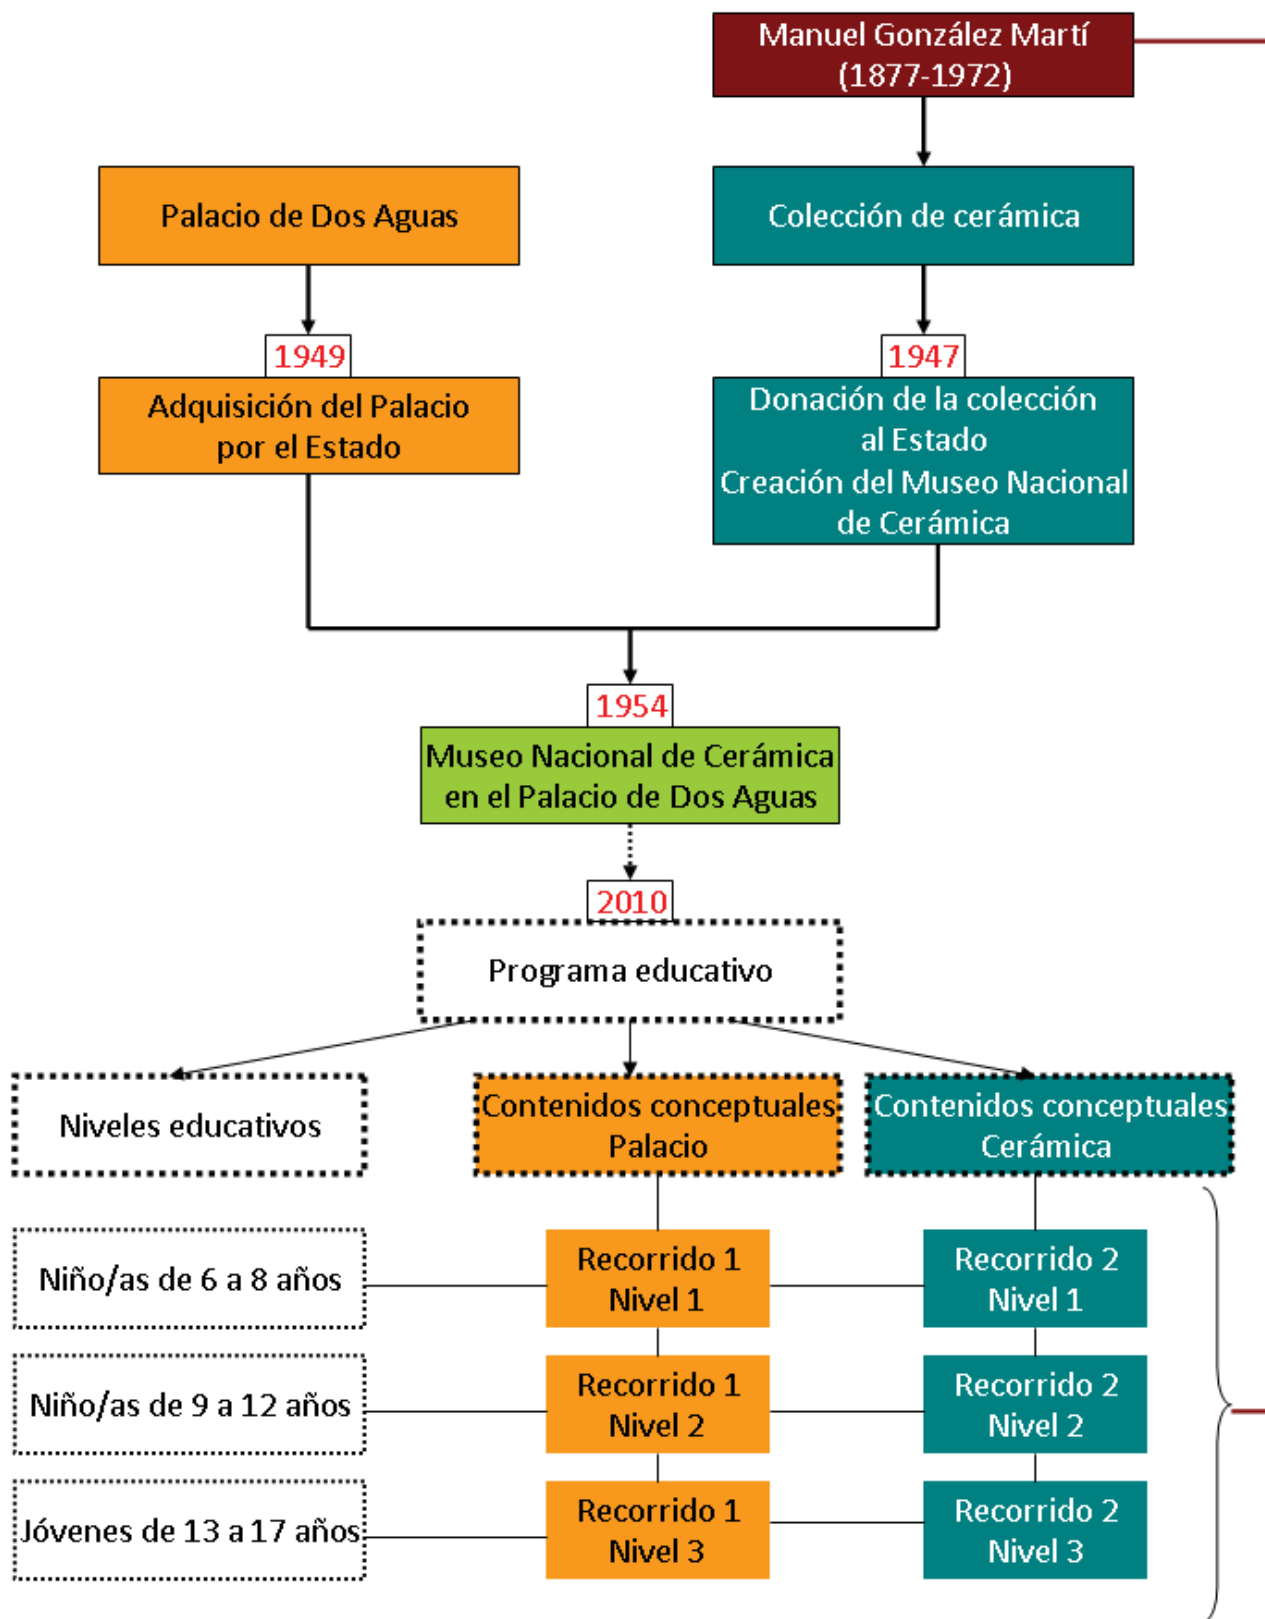 Manuel González Martí
(1877-1972)
Palacio de Dos Aguas
Colección de cerámica
1949
Adquisición del Palacio
por el Estado
1947
Donación de la colección
al Estado
Creación del Museo Nacional
de Cerámica
1954
Museo Nacional de Cerámica
en el Palacio de Dos Aguas
2010
Programa educativo
Niveles educativos
Contenidos conceptuales
Palacio
Contenidos conceptuales
Cerámica
Niño/as de 6 a 8 años
Recorrido 1
Nivel 1
Recorrido 2
Nivel 1
Niño/as de 9 a 12 años
Recorrido 1
Nivel 2
Recorrido 2
Nivel 2
Jóvenes de 13 a 17 años
Recorrido 1
Nivel 3
Recorrido 2
Nivel 3